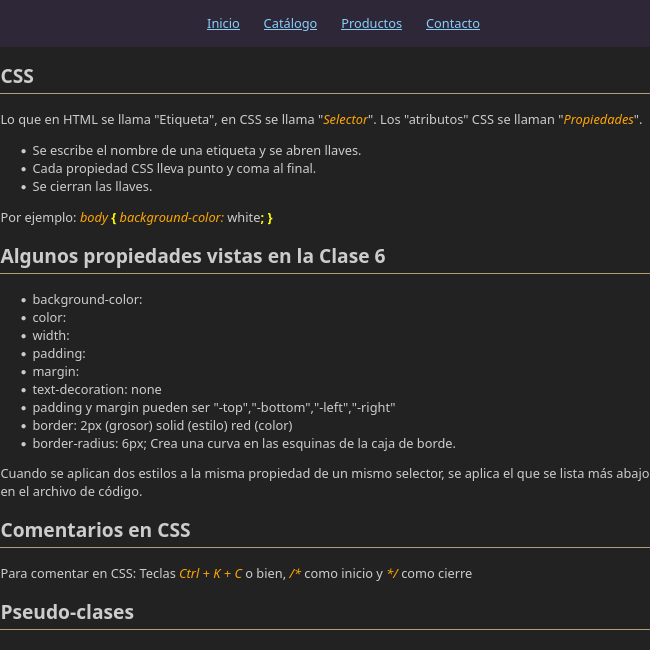 Inicio Catálogo Productos Contacto
CSS
Lo que en HTML se llama "Etiqueta", en CSS se llama "Selector". Los "atributos" CSS se llaman "Propiedades".
Se escribe el nombre de una etiqueta y se abren llaves.
Cada propiedad CSS lleva punto y coma al final.
Se cierran las llaves.
Por ejemplo: body { background-color: white; }
Algunos propiedades vistas en la Clase 6
background-color:
color:
width:
padding:
margin:
text-decoration: none
padding y margin pueden ser "-top","-bottom","-left","-right"
border: 2px (grosor) solid (estilo) red (color)
border-radius: 6px; Crea una curva en las esquinas de la caja de borde.
Cuando se aplican dos estilos a la misma propiedad de un mismo selector, se aplica el que se lista más abajo
en el archivo de código.
Comentarios en CSS
Para comentar en CSS: Teclas Ctrl + K + C o bien, /* como inicio y */ como cierre
Pseudo-clases